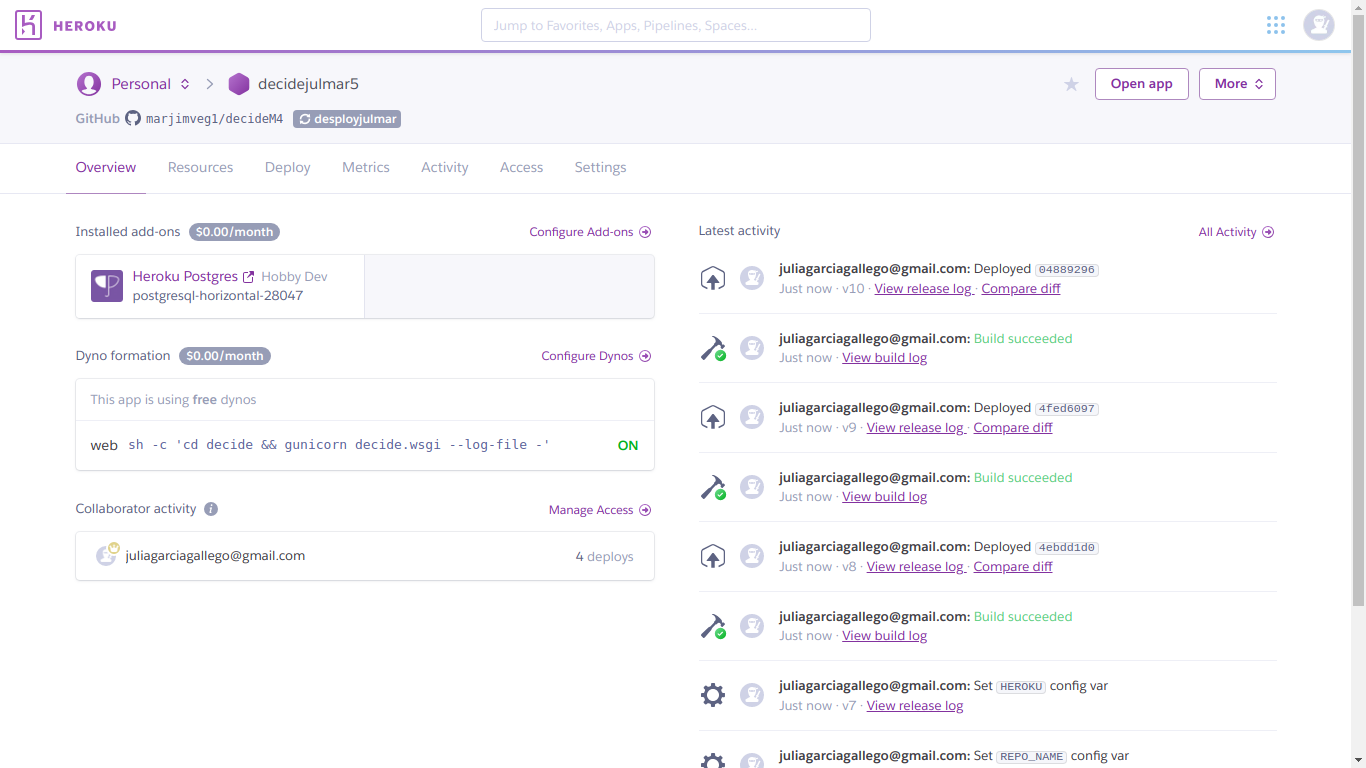 HEROKU
Jump to Favorites, Apps, Pipelines, Spaces...
Personal
decidejulmar5
Open app
More
GitHub marjimveg1/decideM4 desployjulmar
Overview Resources Deploy Metrics Activity Access Settings
Installed add-ons $0.00/month
Configure Add-ons
Heroku Postgres Hobby Dev
postgresql-horizontal-28047
Dyno formation $0.00/month
Configure Dynos
This app is using free dynos
web sh -c 'cd decide && gunicorn decide.wsgi --log-file -' ON
Collaborator activity i
Manage Access
juliagarciagallego@gmail.com 4 deploys
Latest activity
All Activity
juliagarciagallego@gmail.com: Deployed 04889296
Just now · v10 · View release log · Compare diff
juliagarciagallego@gmail.com: Build succeeded
Just now · View build log
juliagarciagallego@gmail.com: Deployed 4fed6097
Just now · v9 · View release log · Compare diff
juliagarciagallego@gmail.com: Build succeeded
Just now · View build log
juliagarciagallego@gmail.com: Deployed 4ebdd1d0
Just now · v8 · View release log · Compare diff
juliagarciagallego@gmail.com: Build succeeded
Just now · View build log
juliagarciagallego@gmail.com: Set HEROKU config var
Just now · v7 · View release log
juliagarciagallego@gmail.com: Set REPO_NAME config var